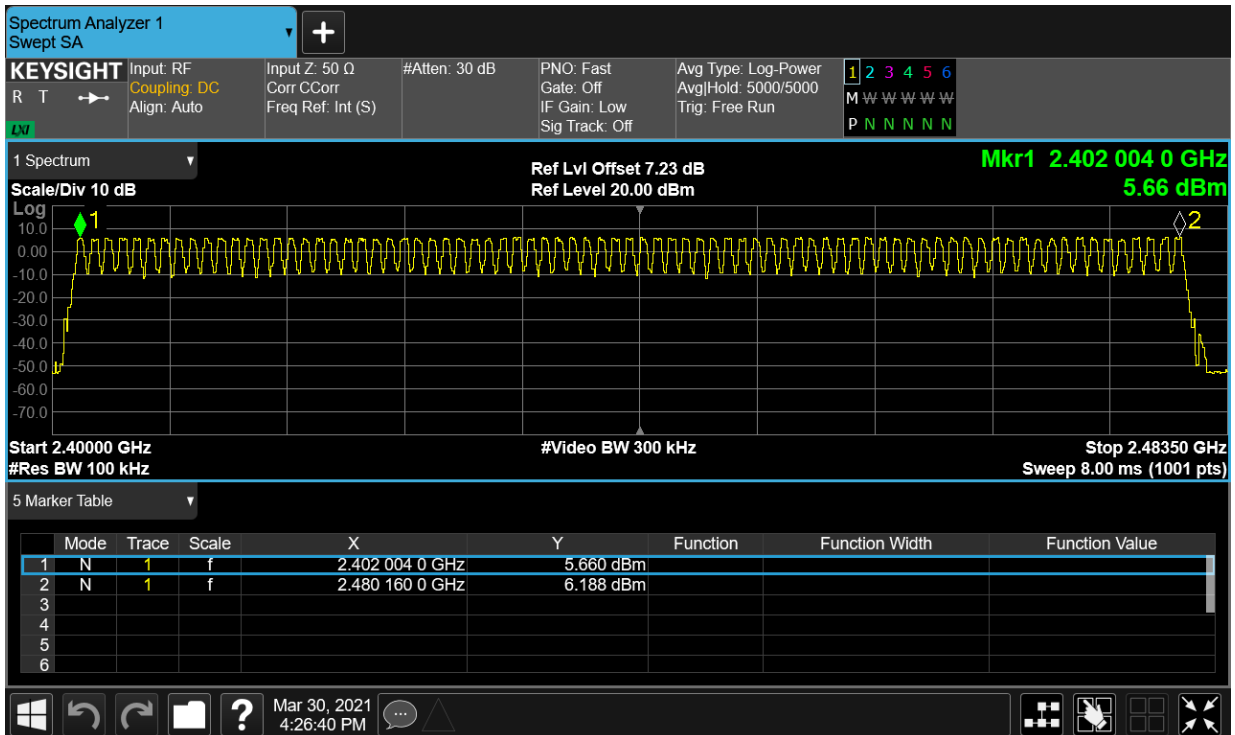 Spectrum Analyzer 1
Swept SA
+
KEYSIGHT Input: RF Input Z: 50 Ω #Atten: 30 dB PNO: Fast Avg Type: Log-Power 1 2 3 4 5 6
R T Coupling: DC Corr CCorr Gate: Off Avg|Hold: 5000/5000 M W W W W W
Align: Auto Freq Ref: Int (S) IF Gain: Low Trig: Free Run P N N N N N
LXI Sig Track: Off
1 Spectrum Ref Lvl Offset 7.23 dB Mkr1 2.402 004 0 GHz
Scale/Div 10 dB Ref Level 20.00 dBm 5.66 dBm
Log
1 2
10.0
0.00
-10.0
-20.0
-30.0
-40.0
-50.0
-60.0
-70.0
Start 2.40000 GHz #Video BW 300 kHz Stop 2.48350 GHz
#Res BW 100 kHz Sweep 8.00 ms (1001 pts)
5 Marker Table
Mode Trace Scale X Y Function Function Width Function Value
1 N 1 f 2.402 004 0 GHz 5.660 dBm
2 N 1 f 2.480 160 0 GHz 6.188 dBm
3
4
5
6
? Mar 30, 2021
4:26:40 PM